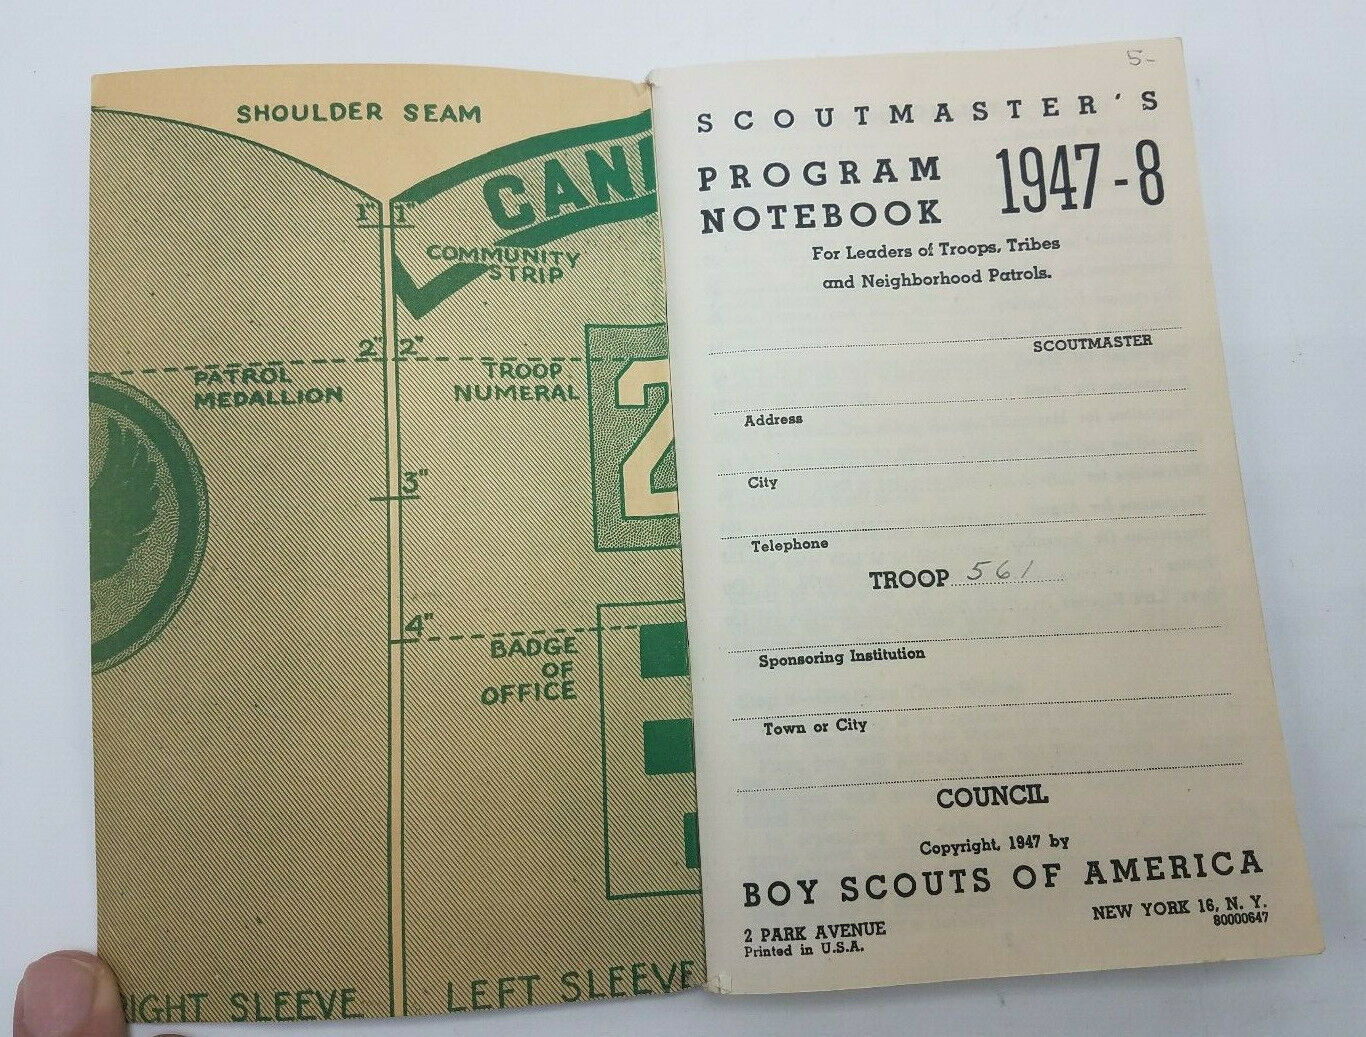 SHOULDER SEAM
1" 1"
COMMUNITY
STRIP
2" 2"
PATROL
MEDALLION
TROOP
NUMERAL
2
3"
4"
BADGE
OF
OFFICE
SLEEVE
LEFT SLEEVE
5-
SCOUTMASTER'S
PROGRAM
NOTEBOOK
1947-8
For Leaders of Troops, Tribes
and Neighborhood Patrols.
SCOUTMASTER
Address
City
Telephone
TROOP 561
Sponsoring Institution
Town or City
COUNCIL
Copyright, 1947 by
BOY SCOUTS OF AMERICA
2 PARK AVENUE
NEW YORK 16, N. Y.
Printed in U.S.A.
80000647